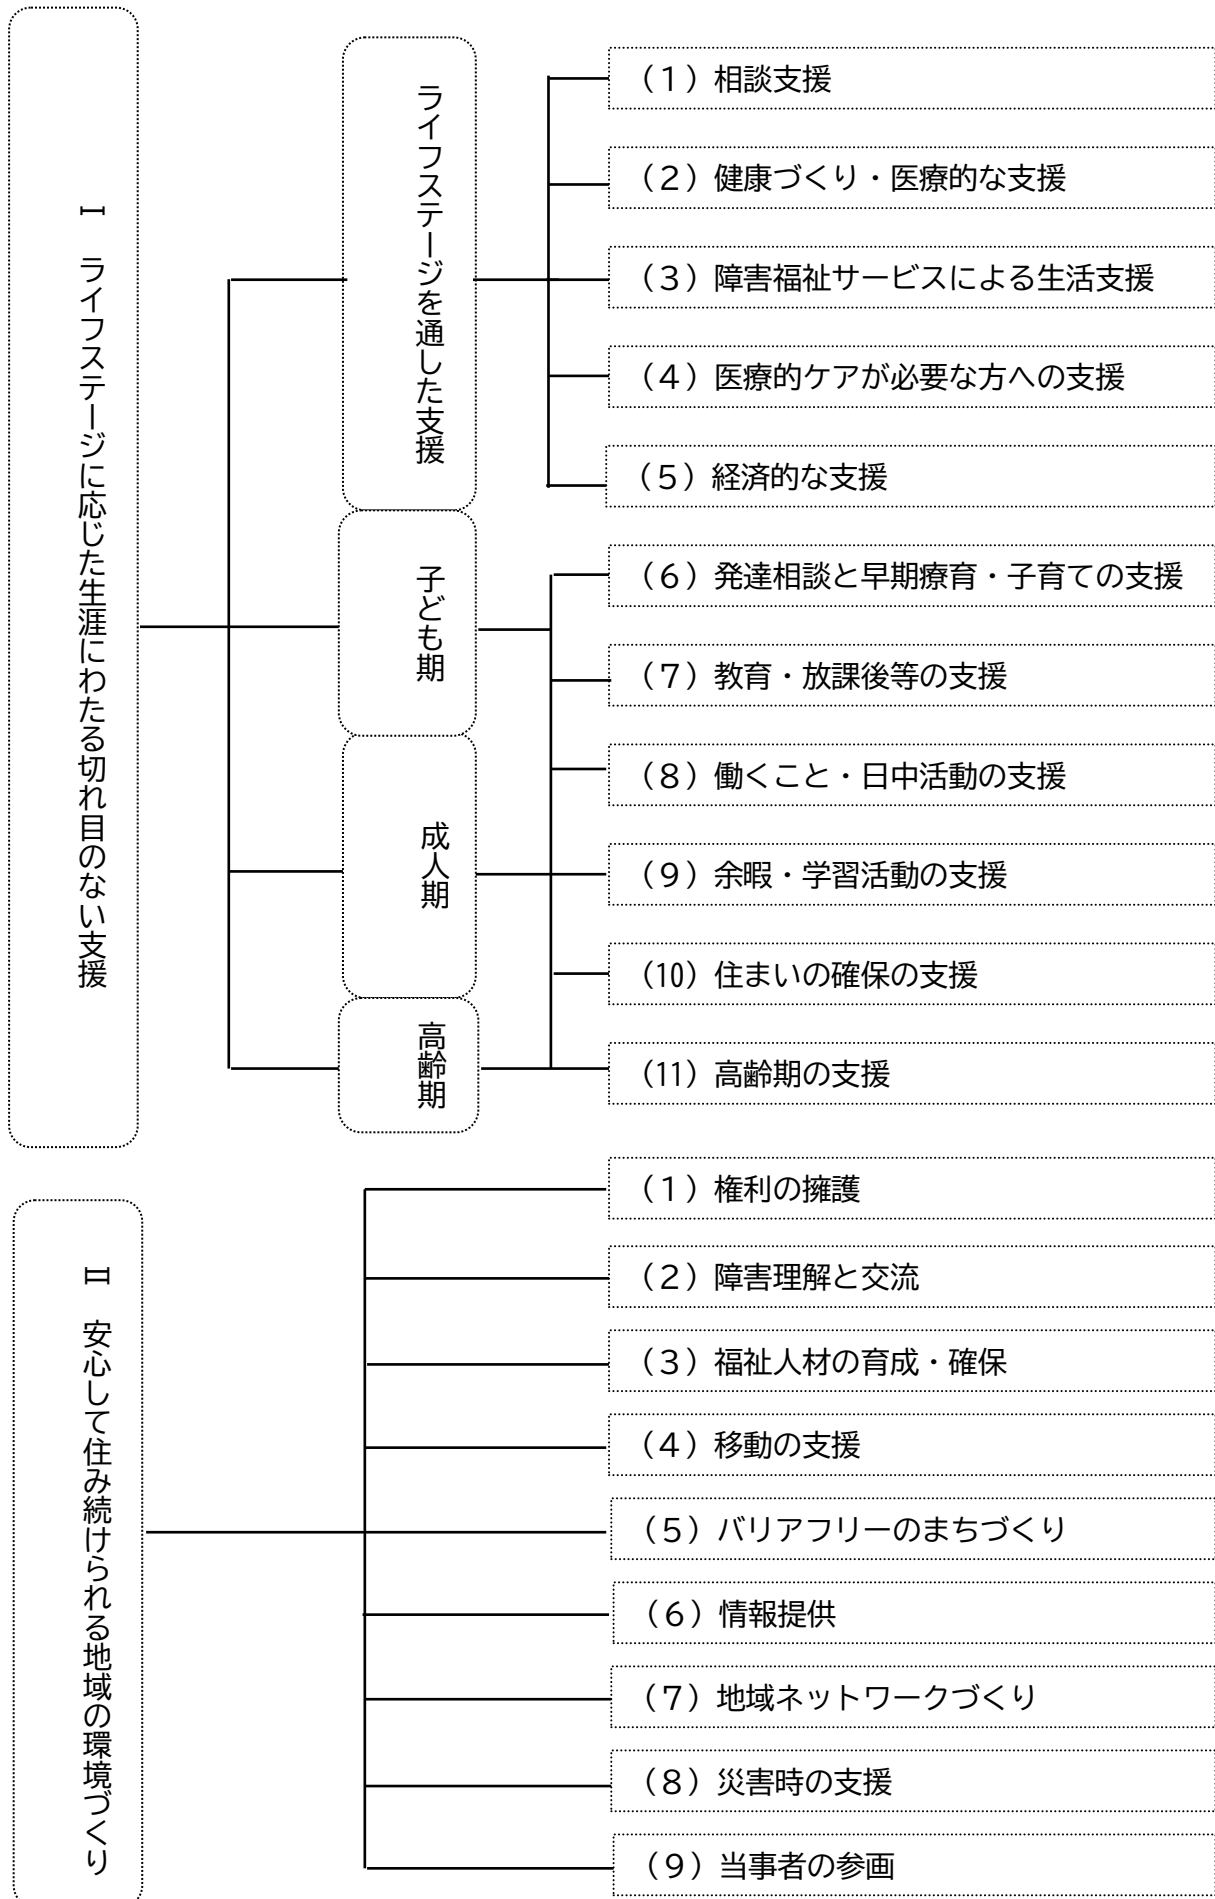 Ⅰ　ライフステージに応じた生涯にわたる切れ目のない支援
ライフステージを通した支援
（１）相談支援
（２）健康づくり・医療的な支援
（３）障害福祉サービスによる生活支援
（４）医療的ケアが必要な方への支援
（５）経済的な支援
子ども期
成人期
高齢期
（６）発達相談と早期療育・子育ての支援
（７）教育・放課後等の支援
（８）働くこと・日中活動の支援
（９）余暇・学習活動の支援
（10）住まいの確保の支援
（11）高齢期の支援
Ⅱ　安心して住み続けられる地域の環境づくり
（１）権利の擁護
（２）障害理解と交流
（３）福祉人材の育成・確保
（４）移動の支援
（５）バリアフリーのまちづくり
（６）情報提供
（７）地域ネットワークづくり
（８）災害時の支援
（９）当事者の参画